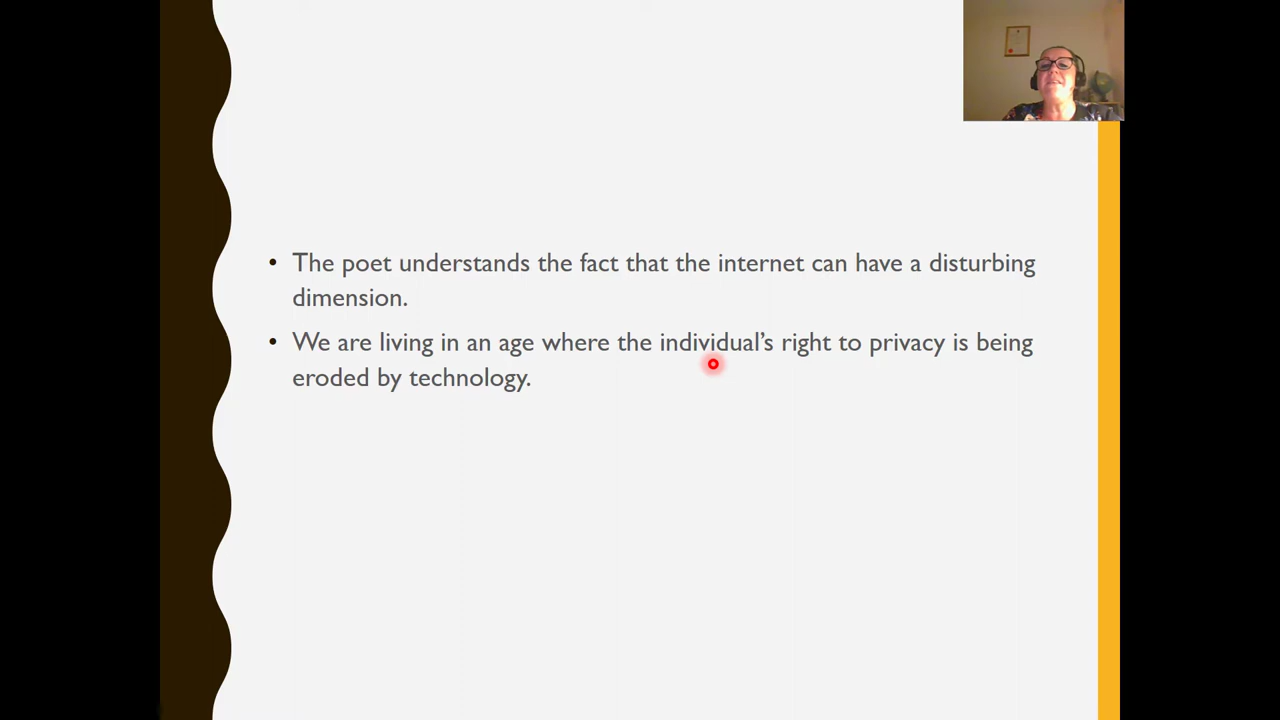 • The poet understands the fact that the internet can have a disturbing
dimension.
• We are living in an age where the individual’s right to privacy is being
eroded by technology.